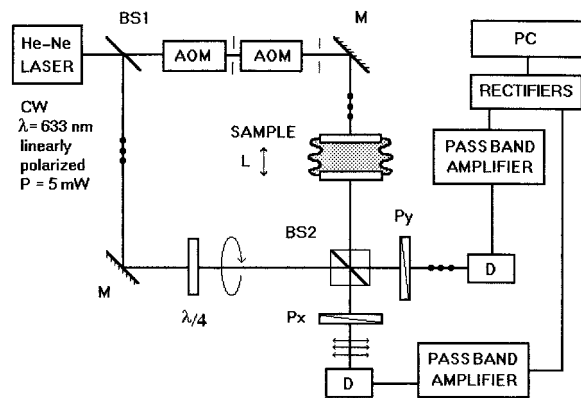 BS1
M
He-Ne
LASER
AOM
AOM
PC
RECTIFIERS
CW
λ= 633 nm
linearly
polarized
P = 5 mW
SAMPLE
L
PASS BAND
AMPLIFIER
BS2
Py
D
M
λ/4
Px
D
PASS BAND
AMPLIFIER